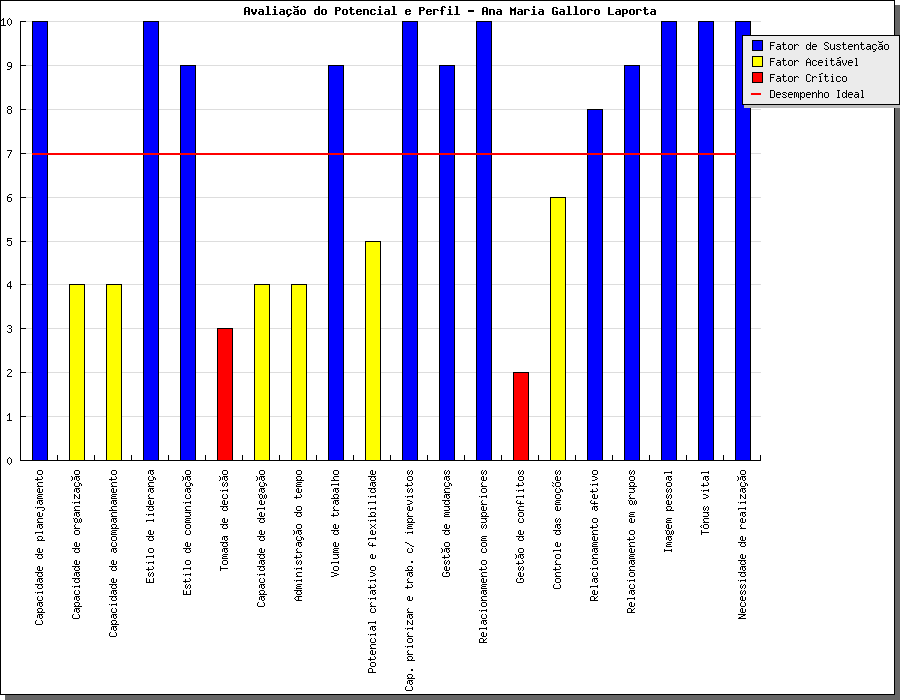 Avaliação do Potencial e Perfil - Ana Maria Galloro Laporta
10
9
8
7
6
5
4
3
2
1
0
Fator de Sustentação
Fator Aceitável
Fator Crítico
Desempenho Ideal
Capacidade de planejamento
Capacidade de organização
Capacidade de acompanhamento
Estilo de liderança
Estilo de comunicação
Tomada de decisão
Capacidade de delegação
Administração do tempo
Volume de trabalho
Potencial criativo e flexibilidade
Cap. priorizar e trab. c/ imprevistos
Gestão de mudanças
Relacionamento com superiores
Gestão de conflitos
Controle das emoções
Relacionamento afetivo
Relacionamento em grupos
Imagem pessoal
Tônus vital
Necessidade de realização